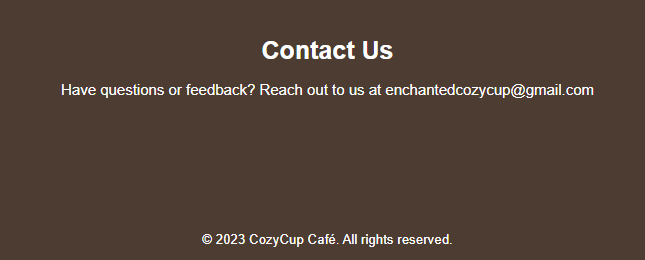 Contact Us
Have questions or feedback? Reach out to us at enchantedcozycup@gmail.com
© 2023 CozyCup Café. All rights reserved.